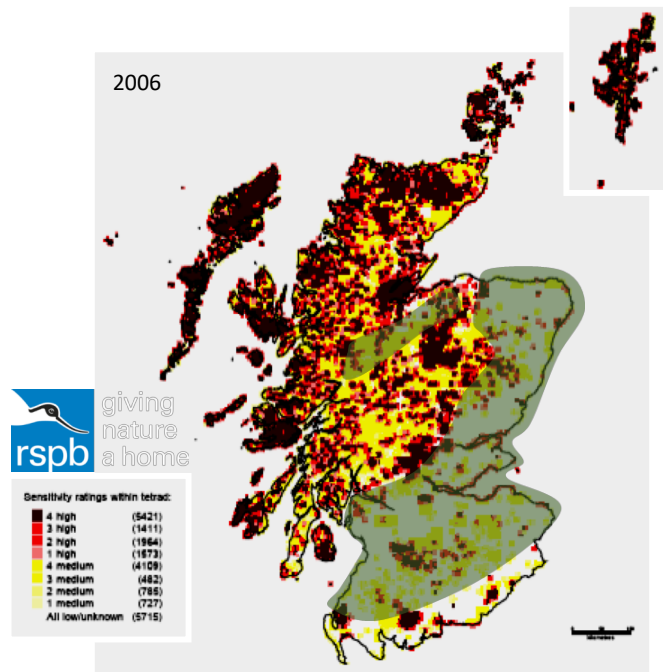 2006
rspb
giving
nature
a home
Sensitivity ratings within tetrad:
4 high (5421)
3 high (1411)
2 high (1964)
1 high (1573)
4 medium (4109)
3 medium (482)
2 medium (785)
1 medium (727)
All low/unknown (5715)